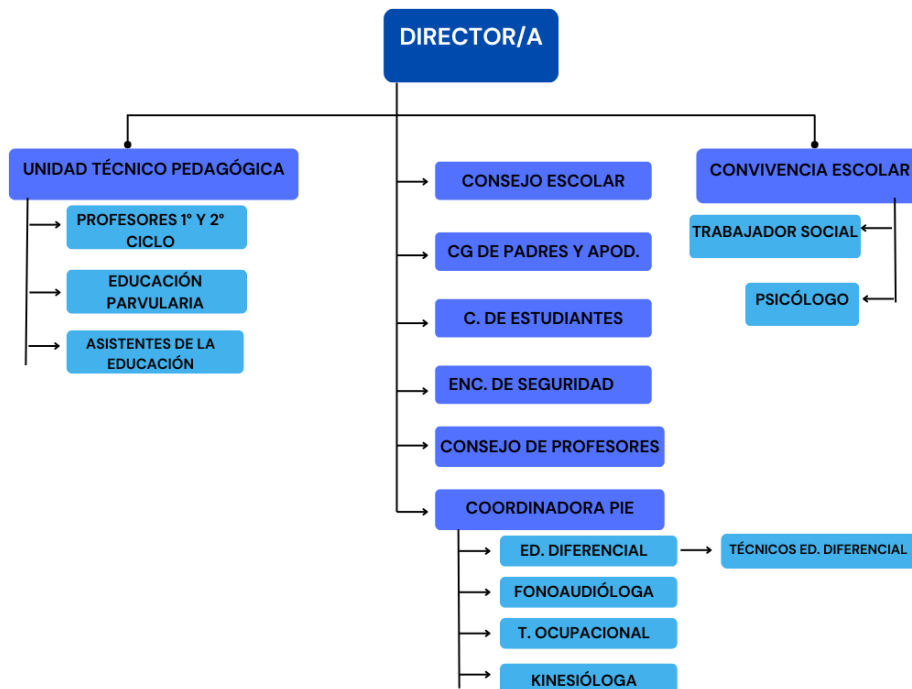 DIRECTOR/A
UNIDAD TÉCNICO PEDAGÓGICA
PROFESORES 1° Y 2°
CICLO
EDUCACIÓN
PARVULARIA
ASISTENTES DE LA
EDUCACIÓN
CONSEJO ESCOLAR
CG DE PADRES Y APOD.
C. DE ESTUDIANTES
ENC. DE SEGURIDAD
CONSEJO DE PROFESORES
COORDINADORA PIE
ED. DIFERENCIAL
TÉCNICOS ED. DIFERENCIAL
FONOAUDIÓLOGA
T. OCUPACIONAL
KINESIÓLOGA
CONVIVENCIA ESCOLAR
TRABAJADOR SOCIAL
PSICÓLOGO